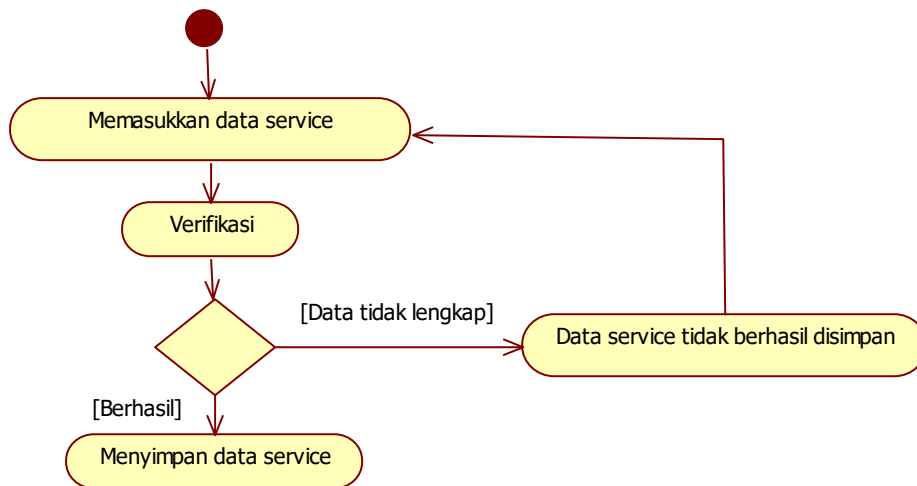 Memasukkan data service
Verifikasi
[Data tidak lengkap]
Data service tidak berhasil disimpan
[Berhasil]
Menyimpan data service